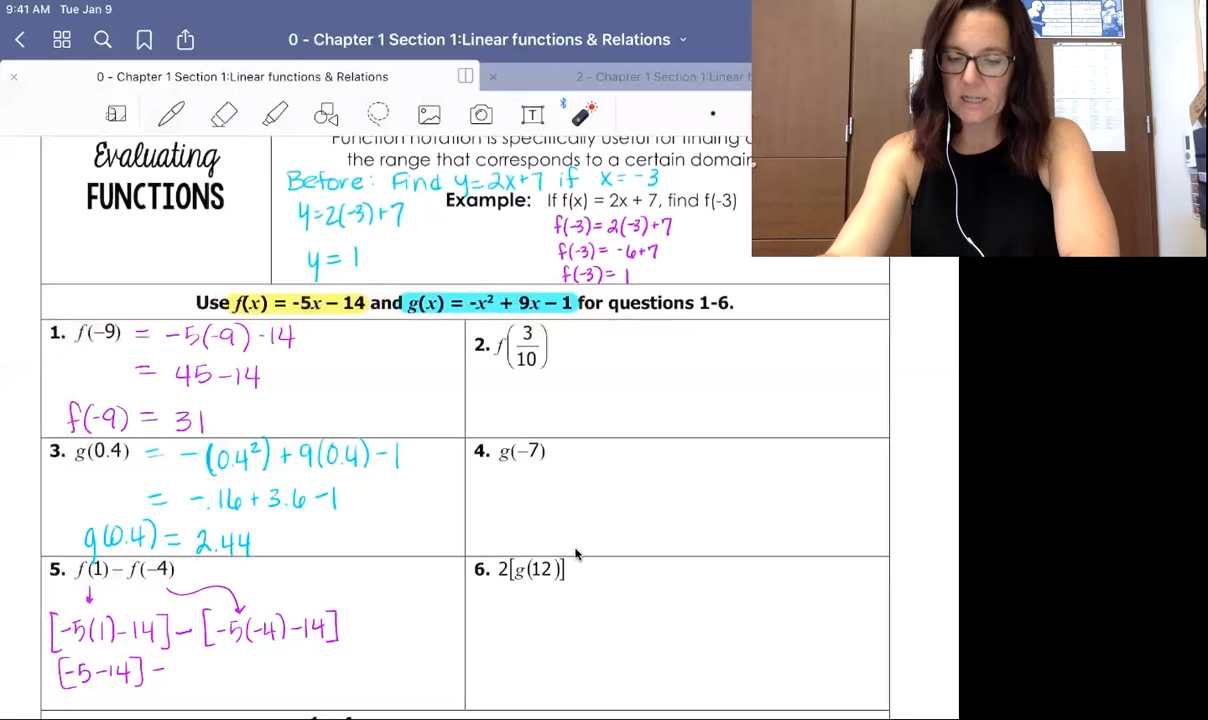 9:41 AM Tue Jan 9
0 - Chapter 1 Section 1:Linear functions & Relations
0 - Chapter 1 Section 1:Linear functions & Relations
2 - Chapter 1 Section 1:Linear
Evaluating
FUNCTIONS
Function notation is specifically useful for finding
the range that corresponds to a certain domain
Before: Find y=2x+7 if x=-3
y=2(-3)+7
y = 1
Example: If f(x) = 2x + 7, find f(-3)
f(-3)=2(-3)+7
f(-3)= -6+7
f(-3)= 1
Use f(x) = -5x – 14 and g(x) = -x² + 9x – 1 for questions 1-6.
1. f(–9) = -5(-9) -14
= 45-14
f(-9) = 31
2. f(3/10)
3. g(0.4) = -(0.4²)+9(0.4)-1
= -.16+3.6-1
g(0.4) = 2.44
4. g(–7)
5. f(1) – f(–4)
[-5(1)-14] - [-5(-4)-14]
[-5-14] -
6. 2[g(12)]